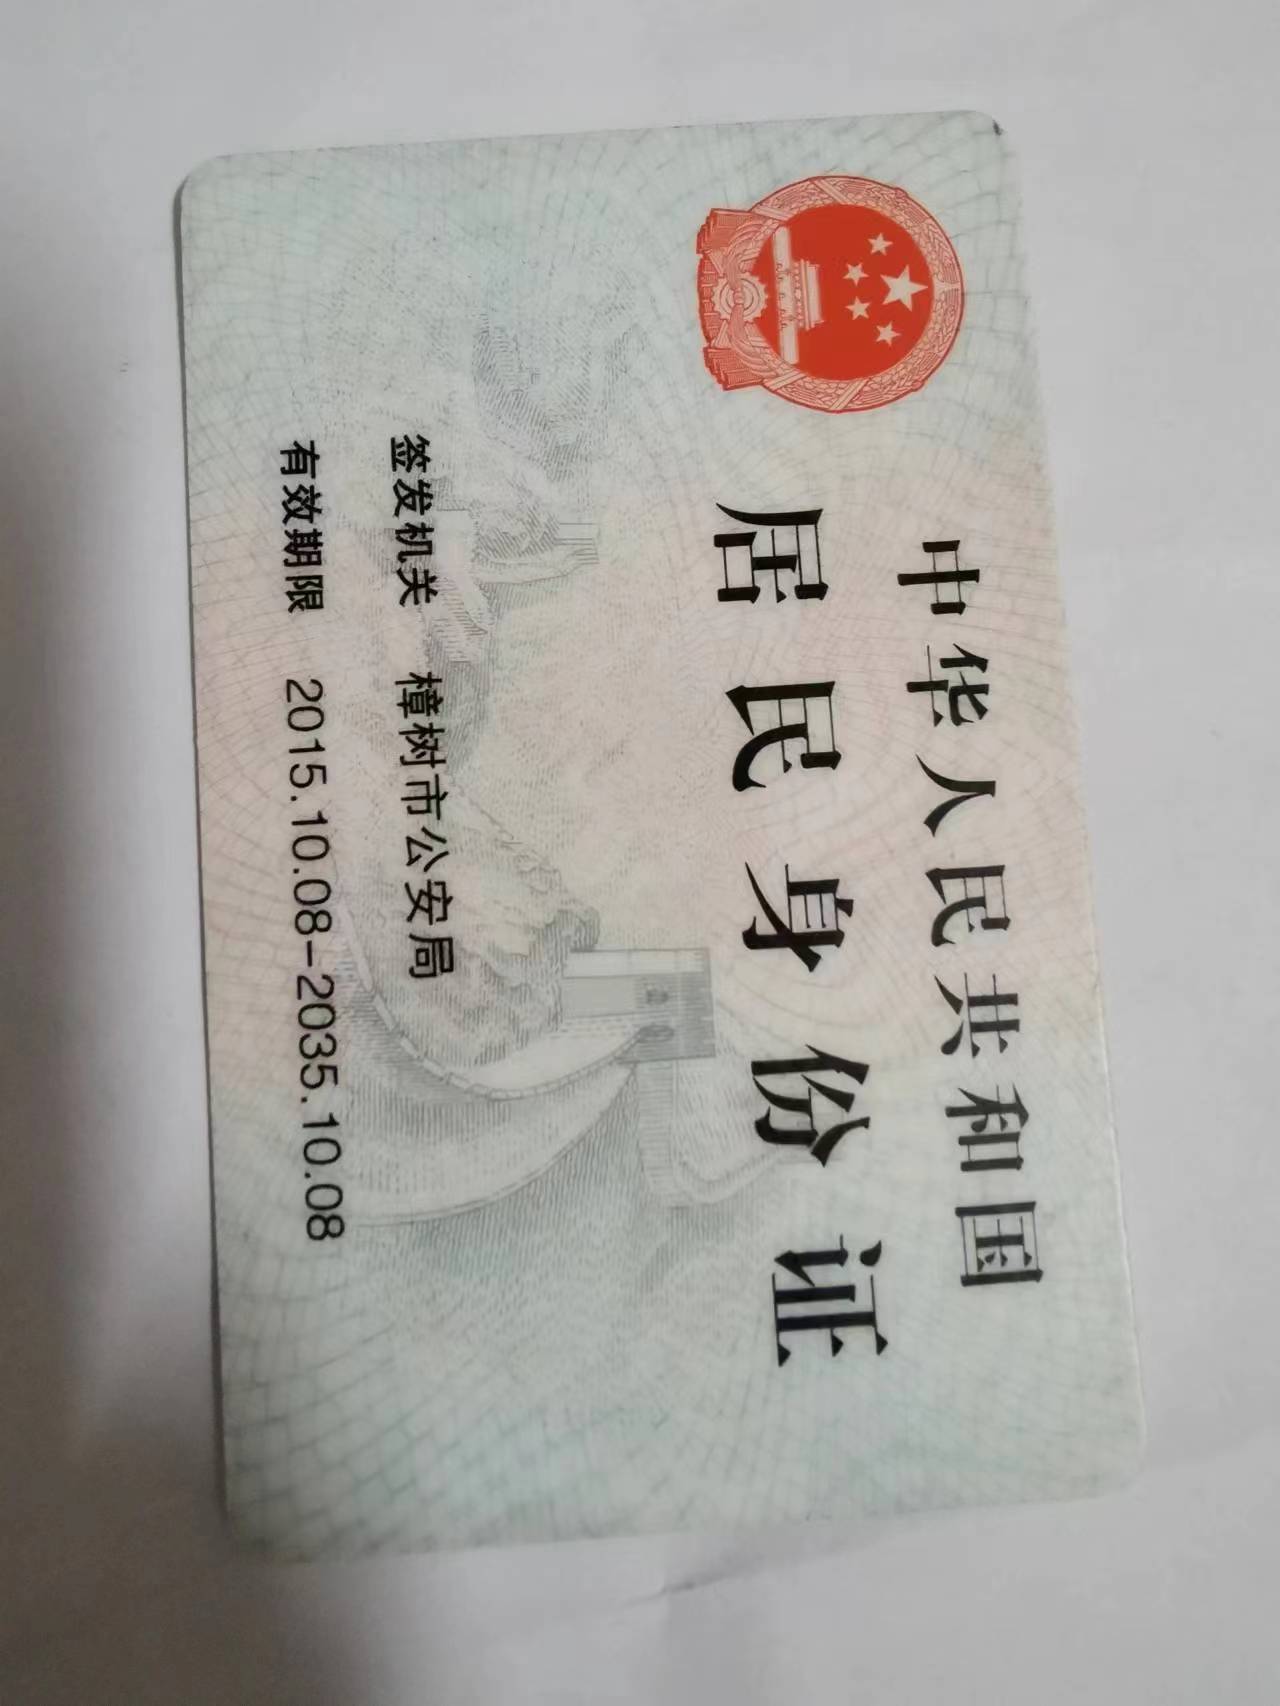 中华人民共和国
居民身份证
签发机关 樟树市公安局
有效期限 2015.10.08-2035.10.08